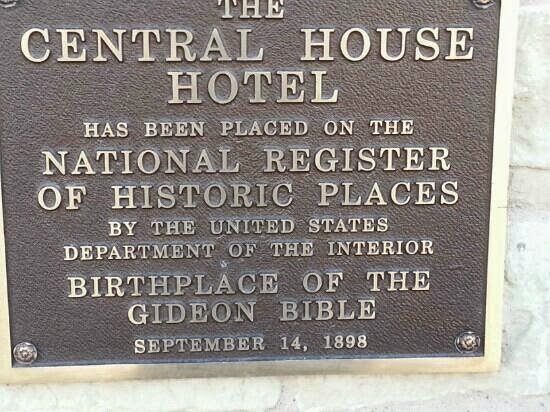 THE
CENTRAL HOUSE
HOTEL
HAS BEEN PLACED ON THE
NATIONAL REGISTER
OF HISTORIC PLACES
BY THE UNITED STATES
DEPARTMENT OF THE INTERIOR
BIRTHPLACE OF THE
GIDEON BIBLE
SEPTEMBER 14, 1898